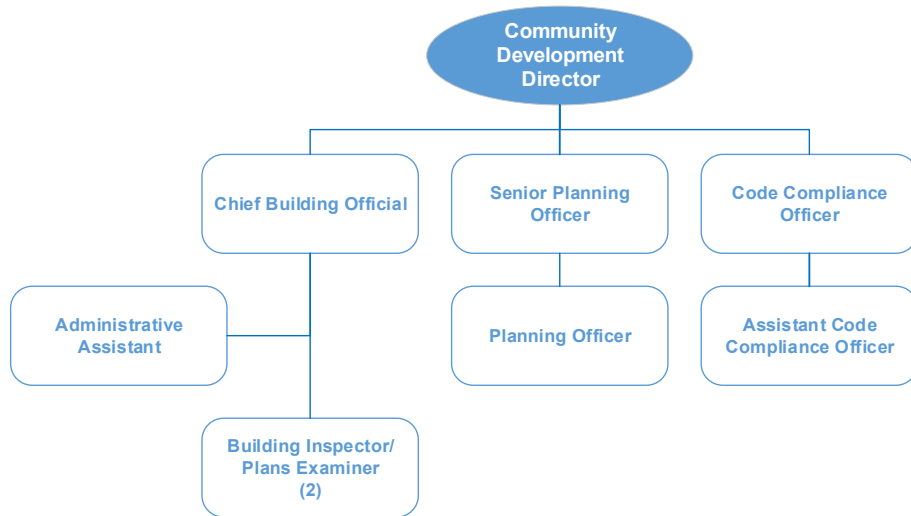 Community
Development
Director
Chief Building Official
Senior Planning
Officer
Code Compliance
Officer
Administrative
Assistant
Planning Officer
Assistant Code
Compliance Officer
Building Inspector/
Plans Examiner
(2)